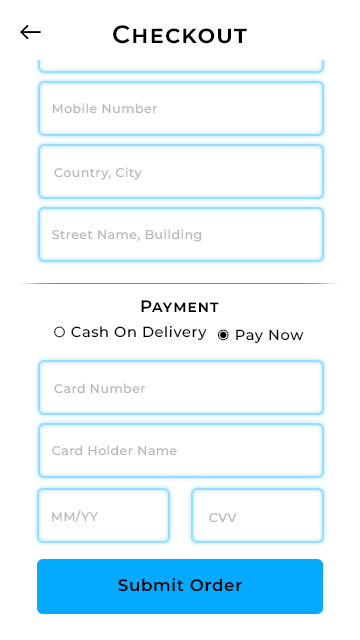 Checkout
Mobile Number
Country, City
Street Name, Building
Payment
Cash On Delivery Pay Now
Card Number
Card Holder Name
MM/YY CVV
Submit Order